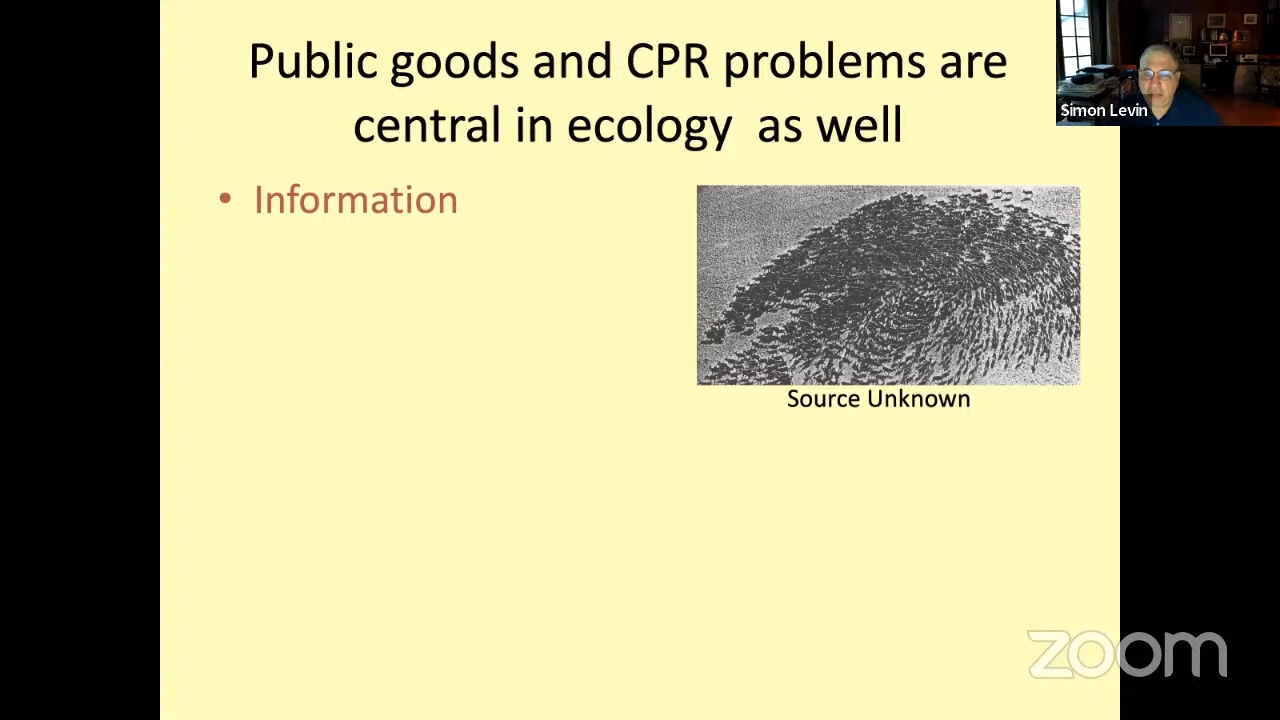 Public goods and CPR problems are
central in ecology as well
Simon Levin
• Information
Source Unknown
zoom